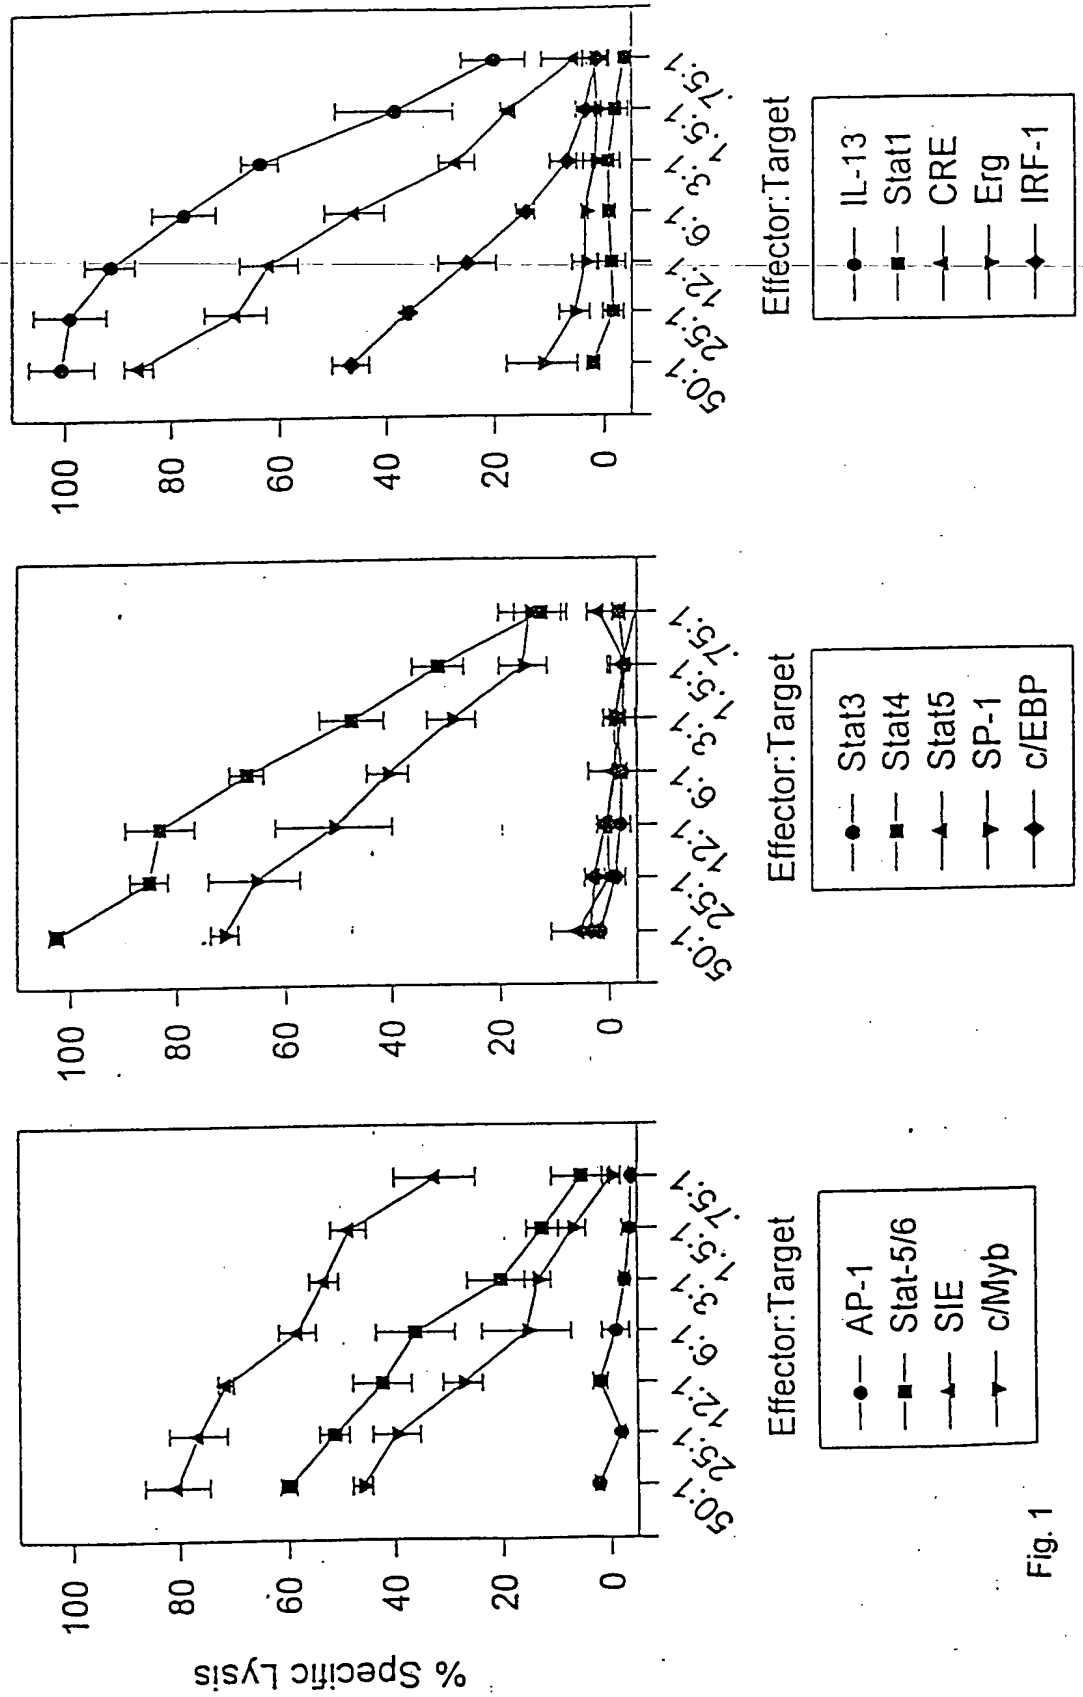 % Specific Lysis
100
80
60
40
20
0
50:1
25:1
12:1
6:1
3:1
1.5:1
.75:1
Effector:Target
AP-1
Stat-5/6
SIE
c/Myb
100
80
60
40
20
0
50:1
25:1
12:1
6:1
3:1
1.5:1
.75:1
Effector:Target
Stat3
Stat4
Stat5
SP-1
c/EBP
100
80
60
40
20
0
50:1
25:1
12:1
6:1
3:1
1.5:1
.75:1
Effector:Target
IL-13
Stat1
CRE
Erg
IRF-1
Fig. 1